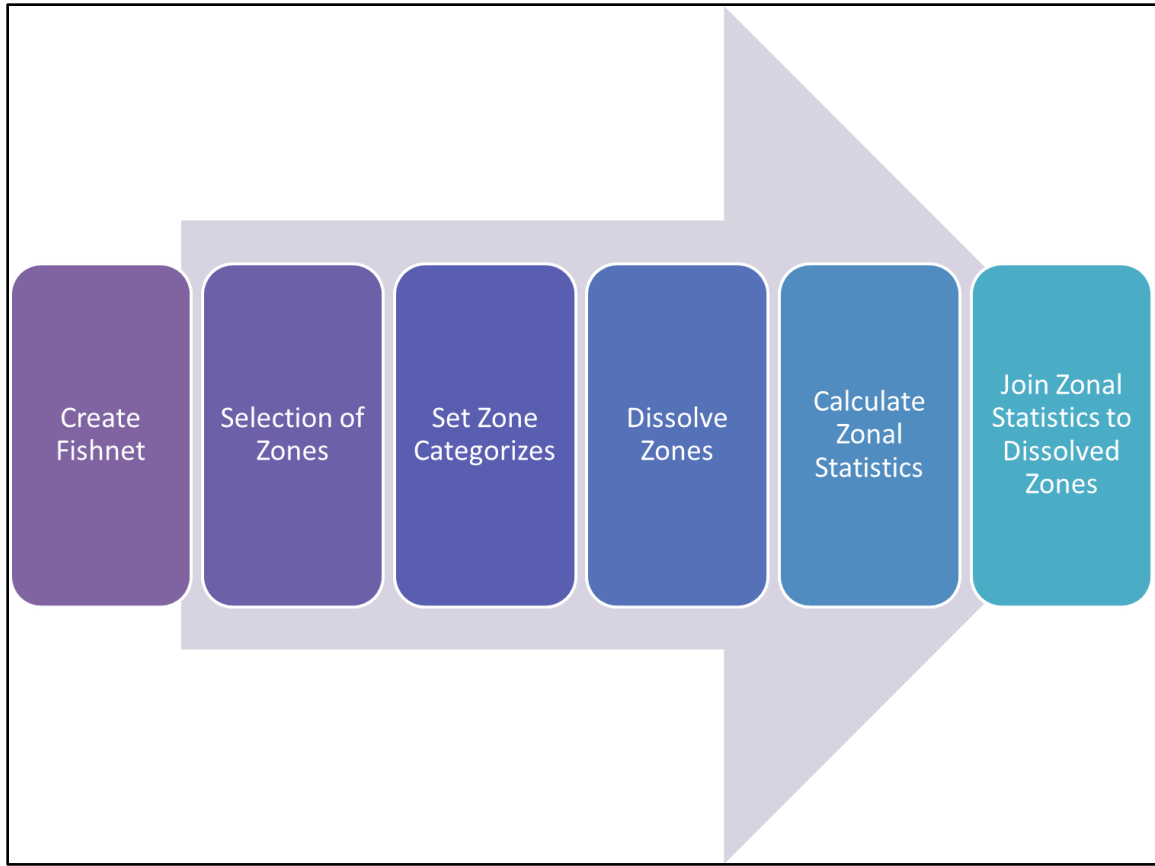 Create
Fishnet
Selection of
Zones
Set Zone
Categorizes
Dissolve
Zones
Calculate
Zonal
Statistics
Join Zonal
Statistics to
Dissolved
Zones